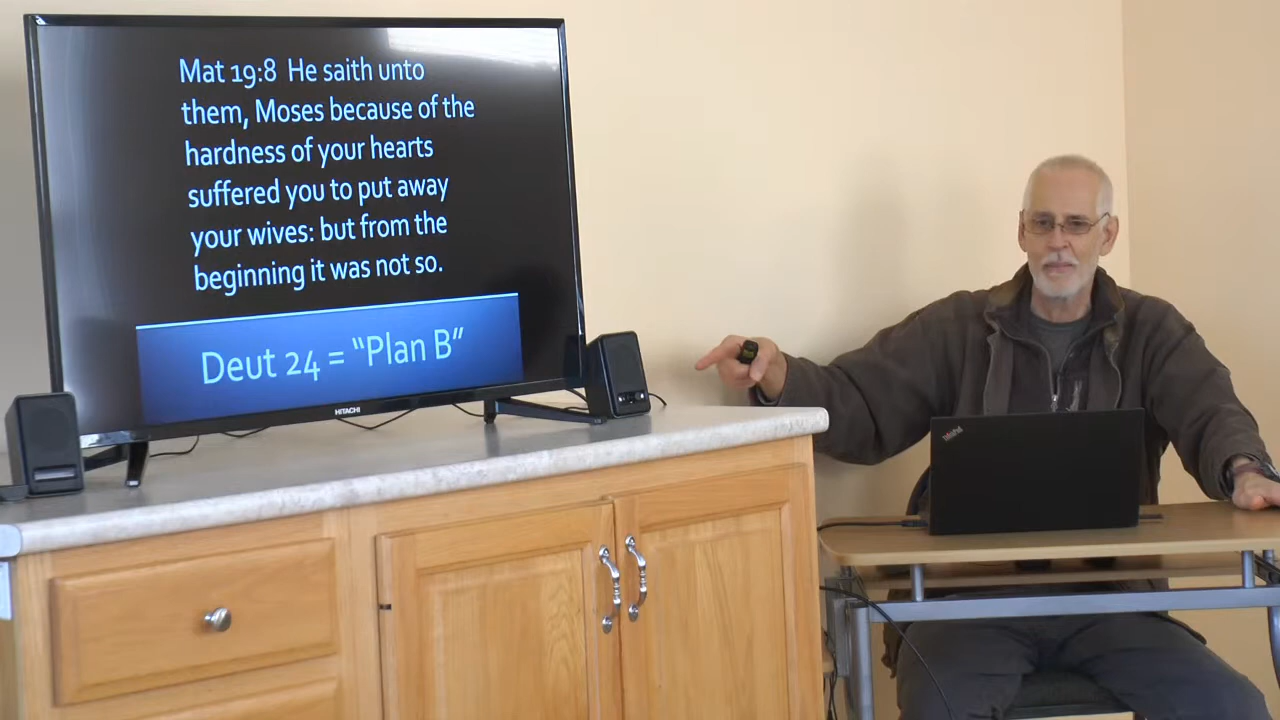 Mat 19:8 He saith unto
them, Moses because of the
hardness of your hearts
suffered you to put away
your wives: but from the
beginning it was not so.
Deut 24 = “Plan B”
HITACHI
ThinkPad